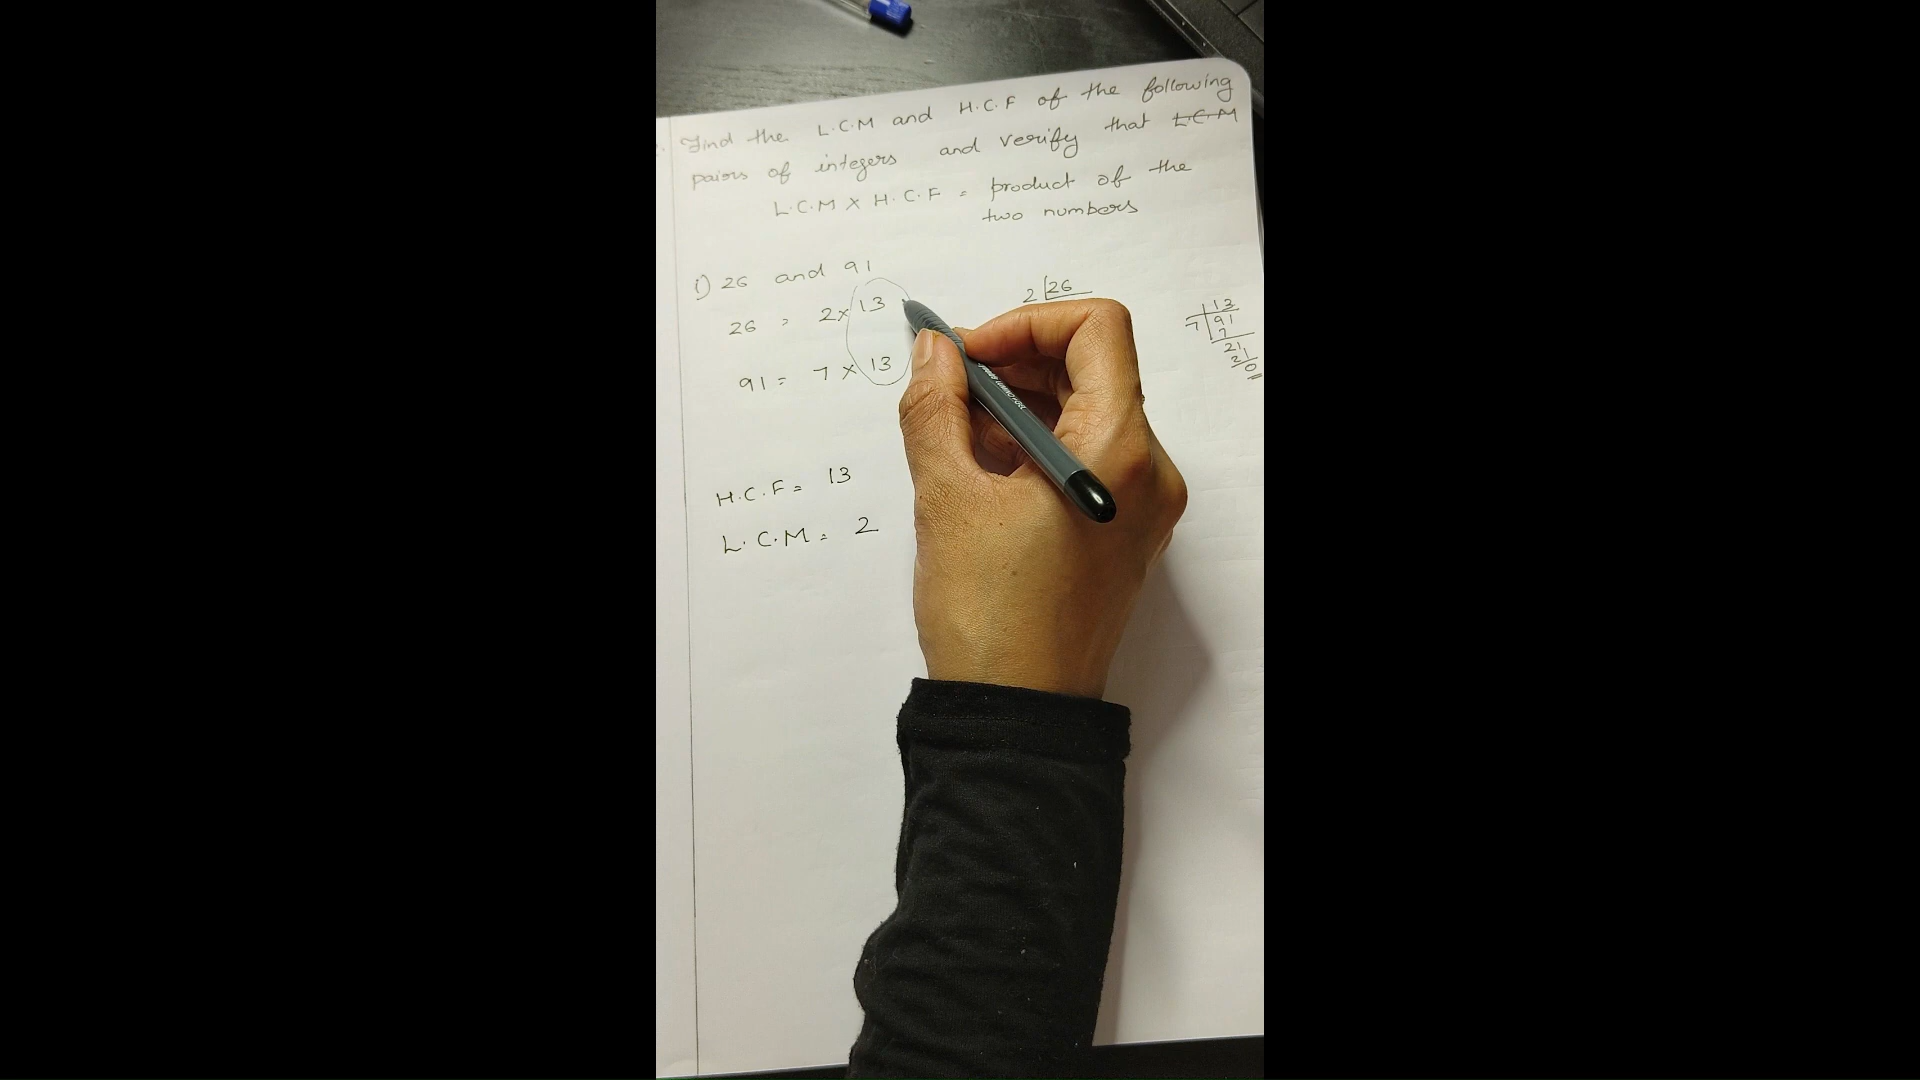 Find the L.C.M and H.C.F of the following
pairs of integers and verify that L.C.M
L.C.M X H.C.F = product of the
two numbers
i) 26 and 91
26 = 2 x 13
91 = 7 x 13
H.C.F = 13
L.C.M = 2
2 26
13
7 91
7
21
21
0